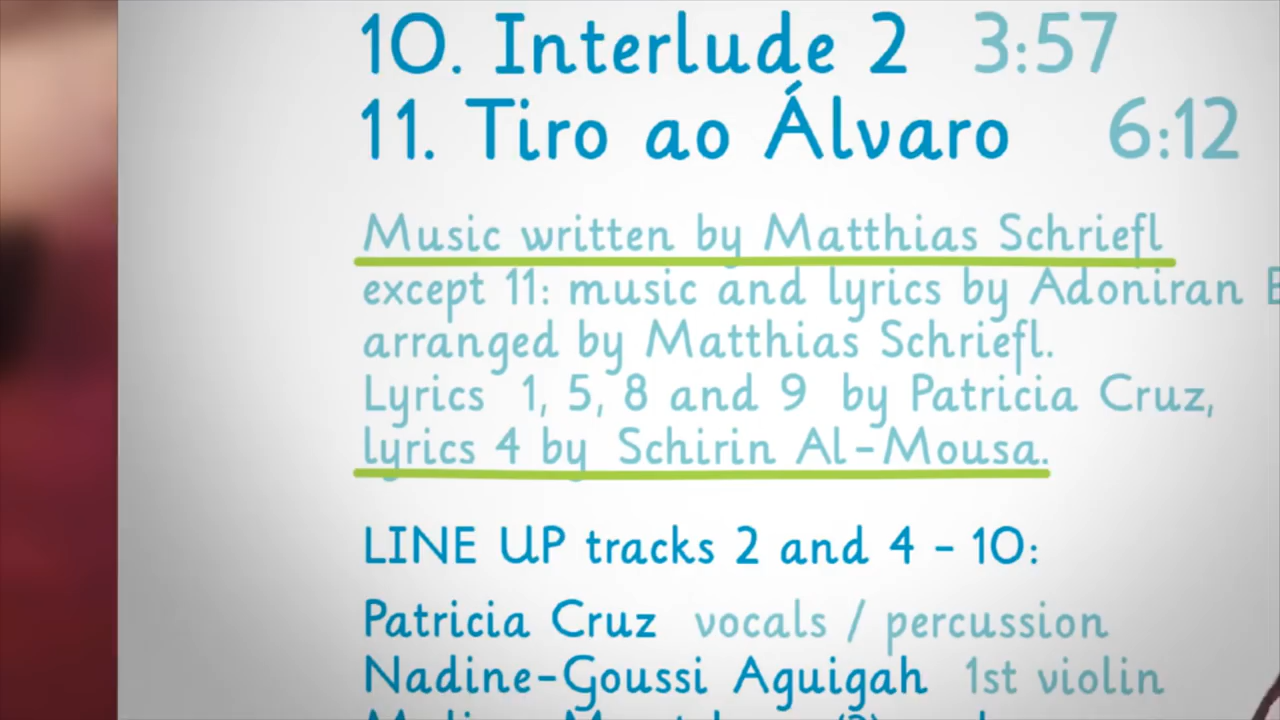 10. Interlude 2 3:57
11. Tiro ao Álvaro 6:12
Music written by Matthias Schriefl
except 11: music and lyrics by Adoniran
arranged by Matthias Schriefl.
Lyrics 1, 5, 8 and 9 by Patricia Cruz,
lyrics 4 by Schirin Al-Mousa.
LINE UP tracks 2 and 4 - 10:
Patricia Cruz vocals / percussion
Nadine-Goussi Aguigah 1st violin